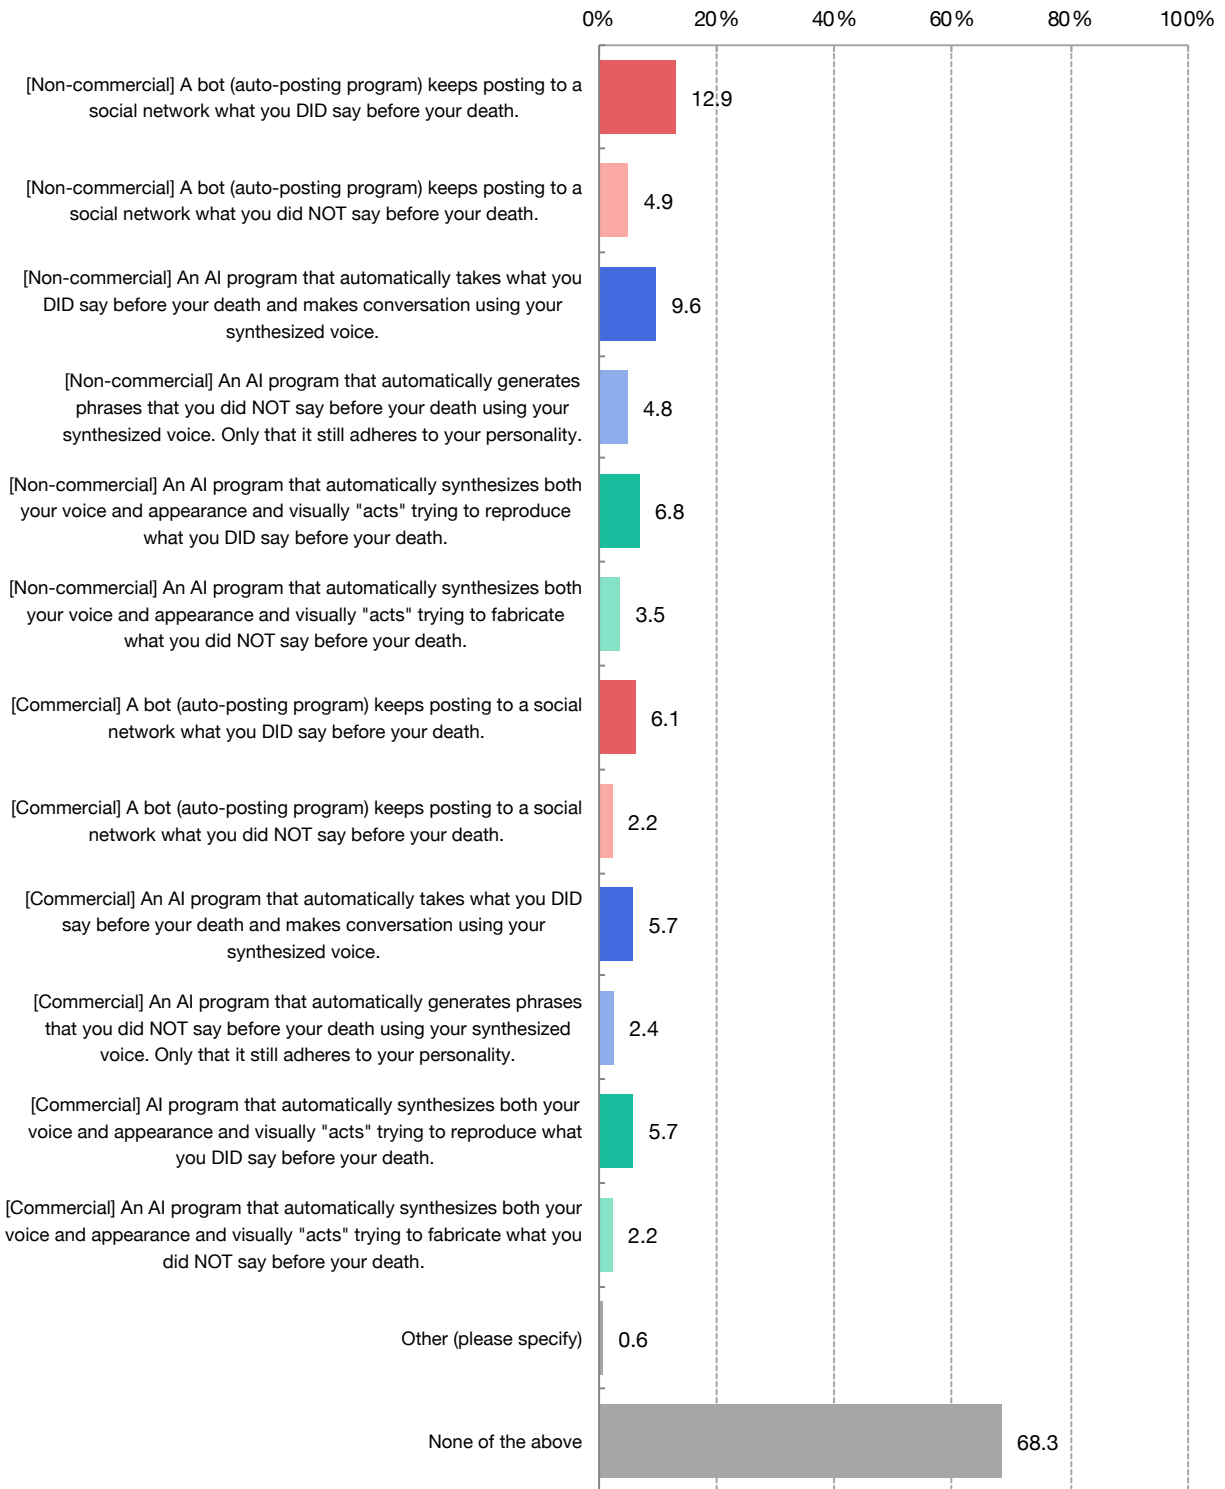 0% 20% 40% 60% 80% 100%
[Non-commercial] A bot (auto-posting program) keeps posting to a
social network what you DID say before your death.
12.9
[Non-commercial] A bot (auto-posting program) keeps posting to a
social network what you did NOT say before your death.
4.9
[Non-commercial] An AI program that automatically takes what you
DID say before your death and makes conversation using your
synthesized voice.
9.6
[Non-commercial] An AI program that automatically generates
phrases that you did NOT say before your death using your
synthesized voice. Only that it still adheres to your personality.
4.8
[Non-commercial] An AI program that automatically synthesizes both
your voice and appearance and visually "acts" trying to reproduce
what you DID say before your death.
6.8
[Non-commercial] An AI program that automatically synthesizes both
your voice and appearance and visually "acts" trying to fabricate
what you did NOT say before your death.
3.5
[Commercial] A bot (auto-posting program) keeps posting to a social
network what you DID say before your death.
6.1
[Commercial] A bot (auto-posting program) keeps posting to a social
network what you did NOT say before your death.
2.2
[Commercial] An AI program that automatically takes what you DID
say before your death and makes conversation using your
synthesized voice.
5.7
[Commercial] An AI program that automatically generates phrases
that you did NOT say before your death using your synthesized
voice. Only that it still adheres to your personality.
2.4
[Commercial] AI program that automatically synthesizes both your
voice and appearance and visually "acts" trying to reproduce what
you DID say before your death.
5.7
[Commercial] An AI program that automatically synthesizes both your
voice and appearance and visually "acts" trying to fabricate what you
did NOT say before your death.
2.2
Other (please specify)
0.6
None of the above
68.3